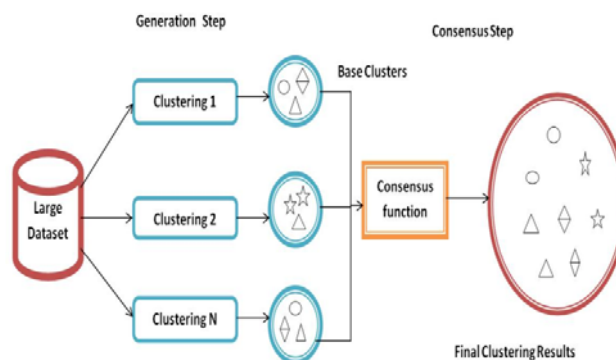 Generation Step
Consensus Step
Base Clusters
Clustering 1
Large
Dataset
Clustering 2
Consensus
function
Clustering N
Final Clustering Results